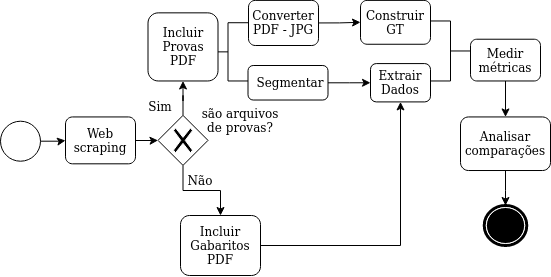 Web
scraping
são arquivos
de provas?
Sim
Não
Incluir
Provas
PDF
Converter
PDF - JPG
Construir
GT
Segmentar
Extrair
Dados
Incluir
Gabaritos
PDF
Medir
métricas
Analisar
comparações